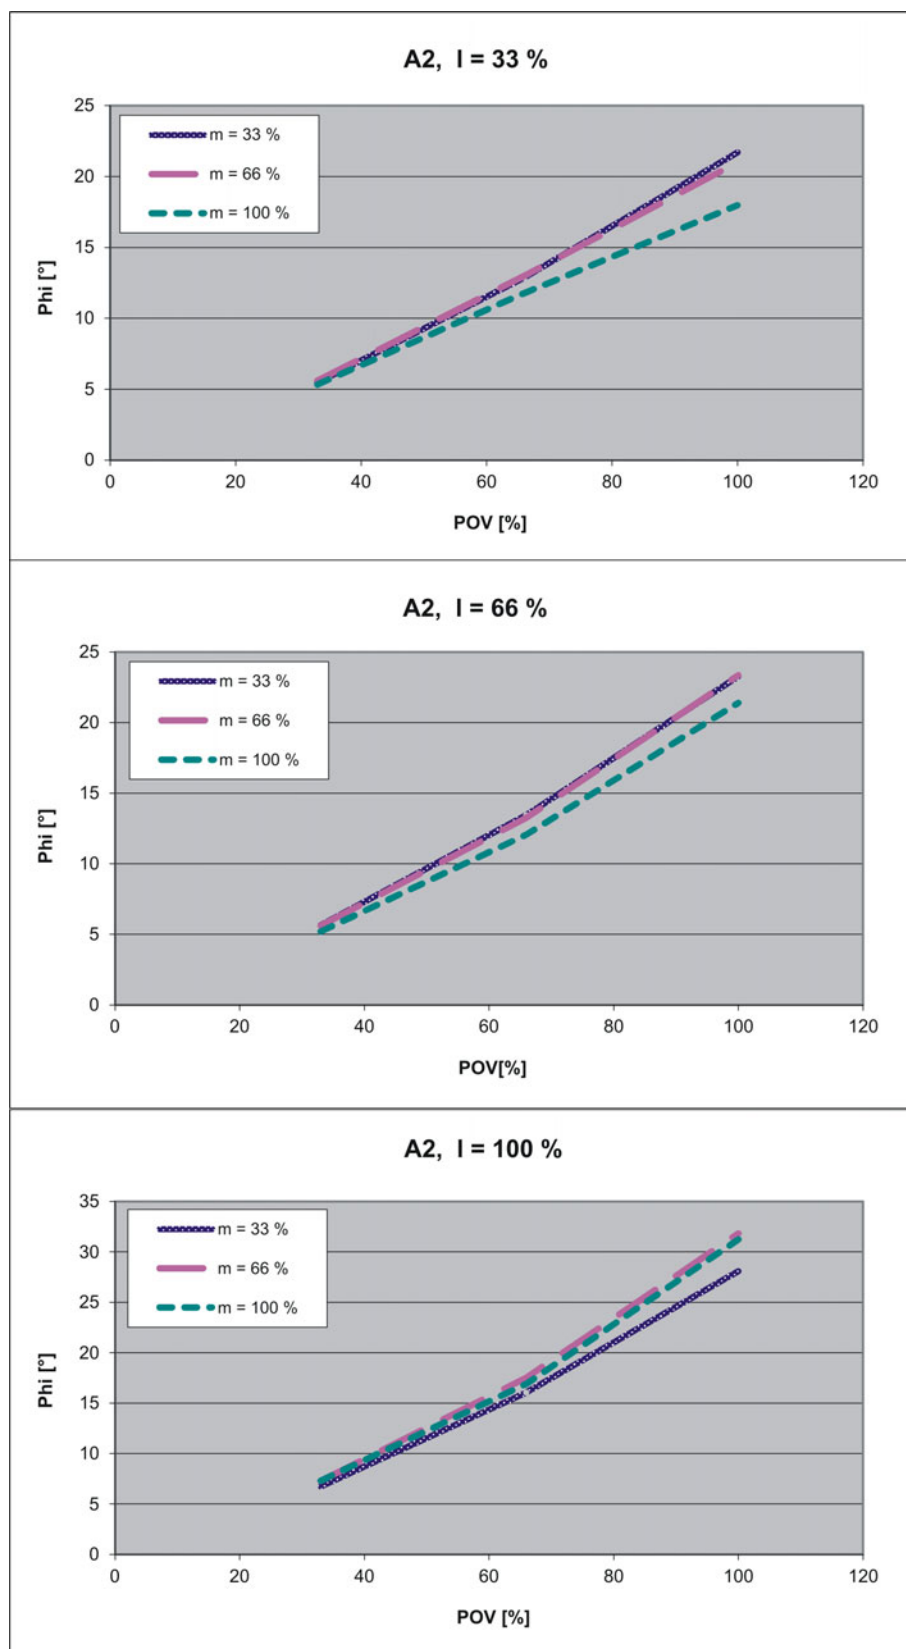 A2, l = 33 %
25
20
15
10
5
0
m = 33 %
m = 66 %
m = 100 %
Phi [°]
0 20 40 60 80 100 120
POV [%]
A2, l = 66 %
25
20
15
10
5
0
m = 33 %
m = 66 %
m = 100 %
Phi [°]
0 20 40 60 80 100 120
POV[%]
A2, l = 100 %
35
30
25
20
15
10
5
0
m = 33 %
m = 66 %
m = 100 %
Phi [°]
0 20 40 60 80 100 120
POV [%]